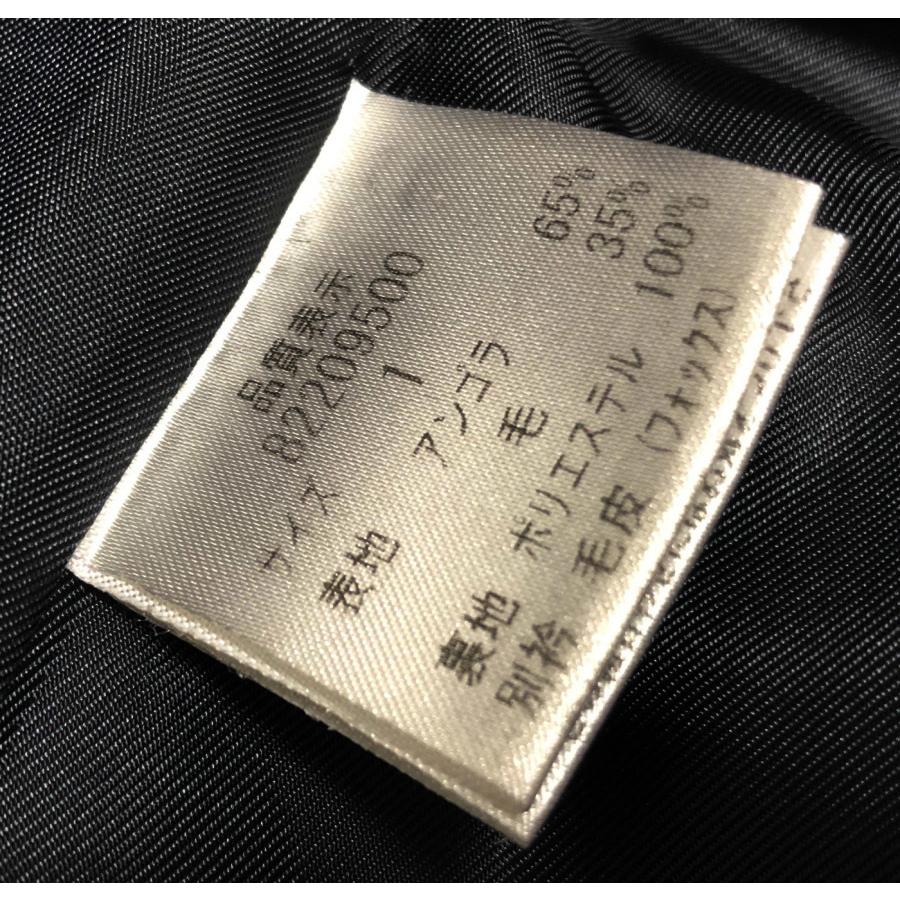 品質表示
82209500
サイズ 1
表地 アンゴラ 65%
毛 35%
裏地 ポリエステル 100%
別衿 毛皮(フォックス)